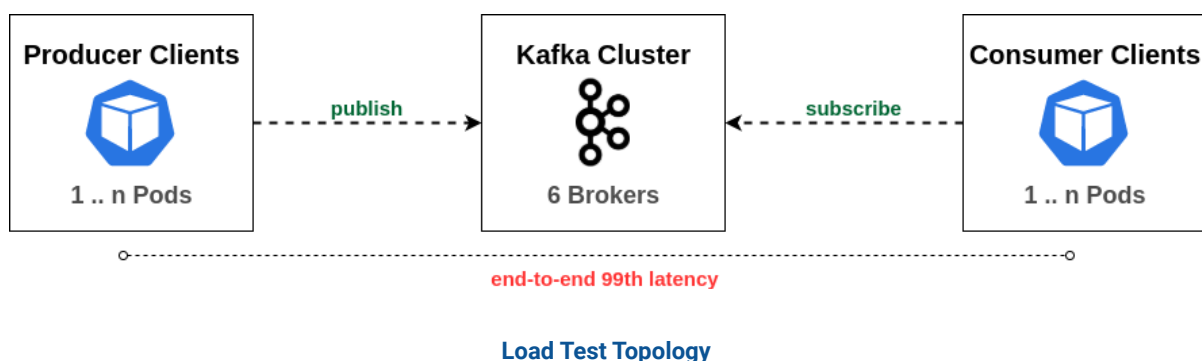 Producer Clients
1 .. n Pods
publish
Kafka Cluster
6 Brokers
subscribe
Consumer Clients
1 .. n Pods
end-to-end 99th latency
Load Test Topology